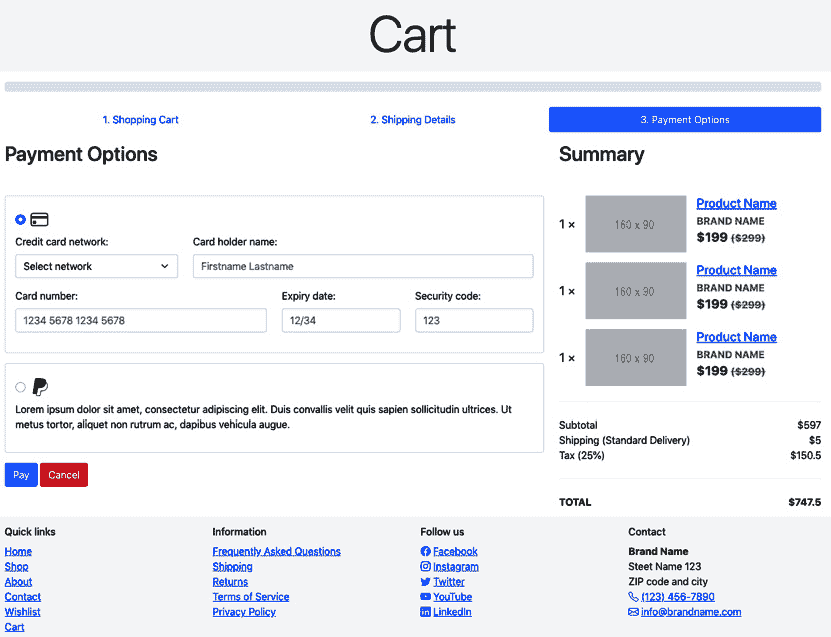 Cart
1. Shopping Cart
2. Shipping Details
3. Payment Options
Payment Options
Credit card network:
Card holder name:
Select network
Firstname Lastname
Card number:
Expiry date:
Security code:
1234 5678 1234 5678
12/34
123
Lorem ipsum dolor sit amet, consectetur adipiscing elit. Duis convallis velit quis sapien sollicitudin ultrices. Ut
metus tortor, aliquet non rutrum ac, dapibus vehicula augue.
Pay
Cancel
Summary
1 ×
160 x 90
Product Name
BRAND NAME
$199 ($299)
1 ×
160 x 90
Product Name
BRAND NAME
$199 ($299)
1 ×
160 x 90
Product Name
BRAND NAME
$199 ($299)
Subtotal $597
Shipping (Standard Delivery) $5
Tax (25%) $150.5
TOTAL $747.5
Quick links
Home
Shop
About
Contact
Wishlist
Cart
Information
Frequently Asked Questions
Shipping
Returns
Terms of Service
Privacy Policy
Follow us
Facebook
Instagram
Twitter
YouTube
LinkedIn
Contact
Brand Name
Steet Name 123
ZIP code and city
(123) 456-7890
info@brandname.com